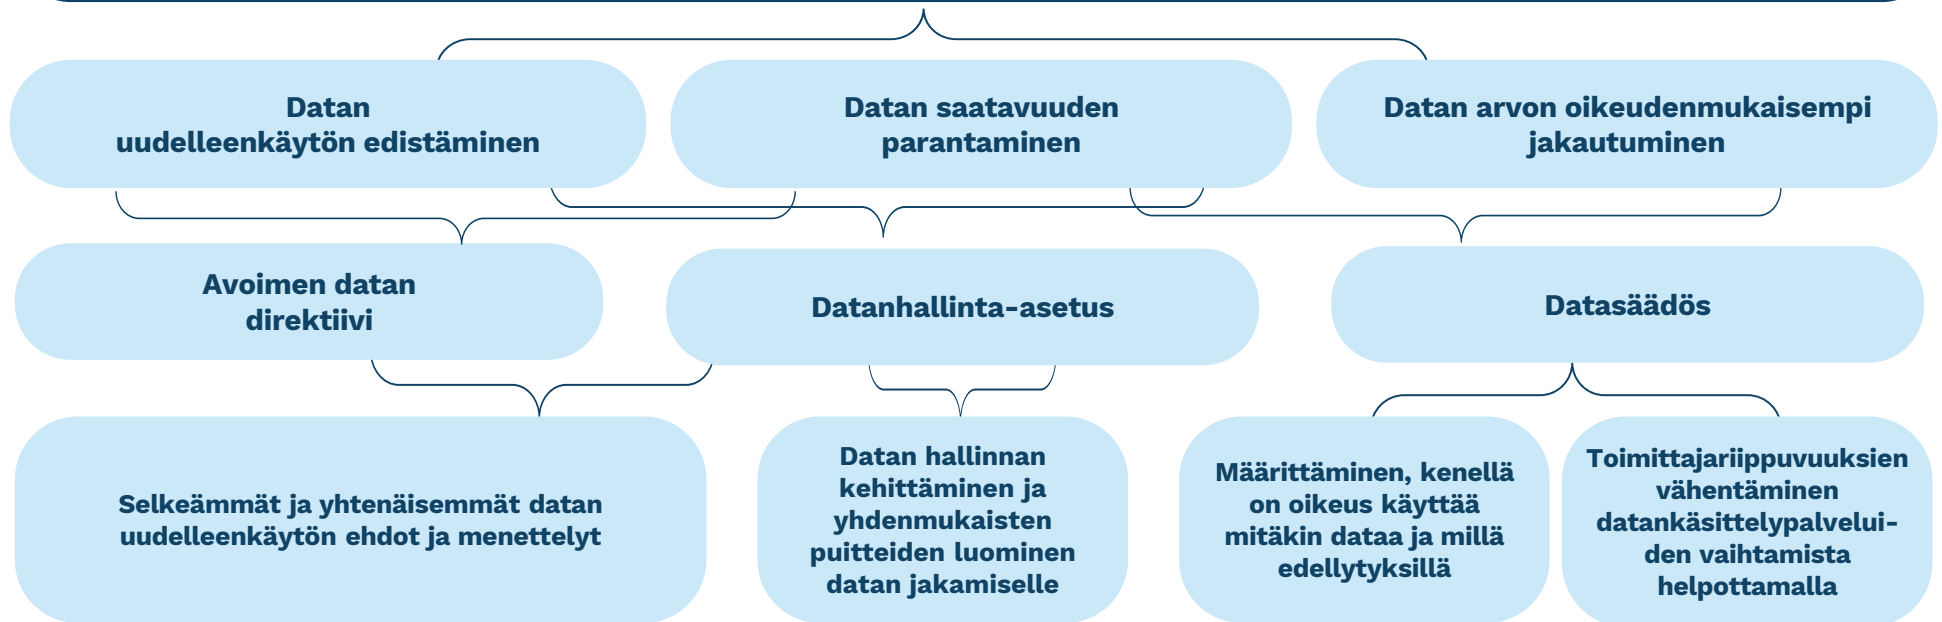 Datan
uudelleenkäytön edistäminen
Datan saatavuuden
parantaminen
Datan arvon oikeudenmukaisempi
jakautuminen
Avoimen datan
direktiivi
Datanhallinta-asetus
Datasäädös
Selkeämmät ja yhtenäisemmät datan
uudelleenkäytön ehdot ja menettelyt
Datan hallinnan
kehittäminen ja
yhdenmukaisten
puitteiden luominen
datan jakamiselle
Määrittäminen, kenellä
on oikeus käyttää
mitäkin dataa ja millä
edellytyksillä
Toimittajariippuvuuksien
vähentäminen
datankäsittelypalvelui-
den vaihtamista
helpottamalla